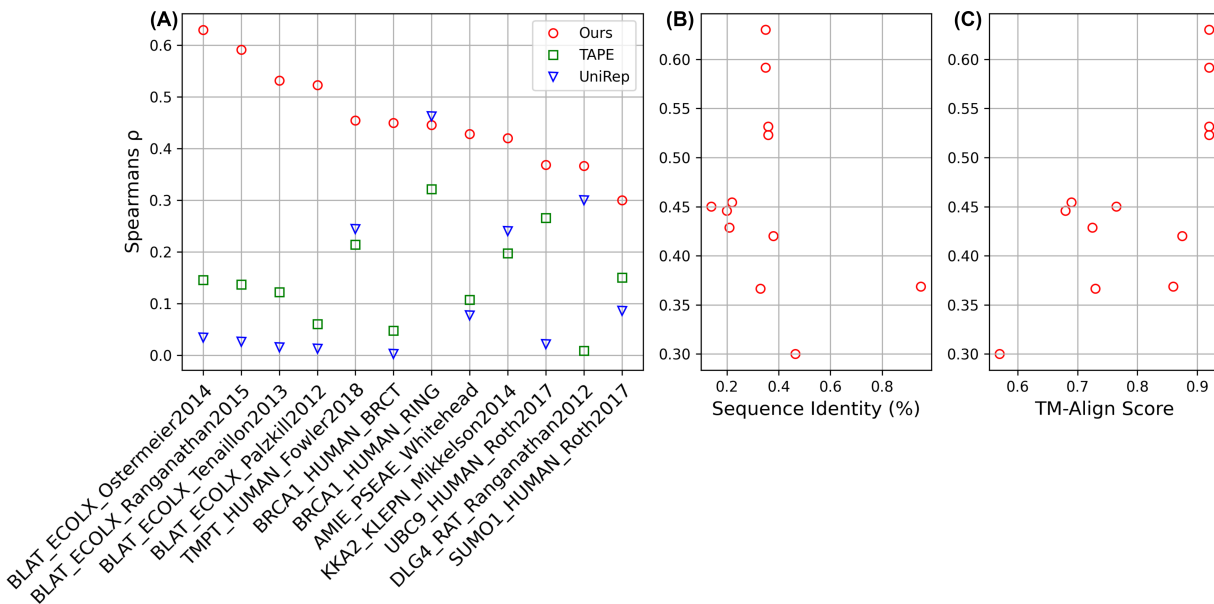 (A)
Ours
TAPE
UniRep
Spearmans ρ
0.6
0.5
0.4
0.3
0.2
0.1
0.0
BLAT_ECOLX_Ostermeier2014
BLAT_ECOLX_Ranganathan2015
BLAT_ECOLX_Tenaillon2013
BLAT_ECOLX_Palzkill2012
TMPT_HUMAN_Fowler2018
BRCA1_HUMAN_BRCT
BRCA1_HUMAN_RING
AMIE_PSEAE_Whitehead
KKA2_KLEPN_Mikkelson2014
UBC9_HUMAN_Roth2017
DLG4_RAT_Ranganathan2012
SUMO1_HUMAN_Roth2017
(B)
0.60
0.55
0.50
0.45
0.40
0.35
0.30
0.2 0.4 0.6 0.8
Sequence Identity (%)
(C)
0.60
0.55
0.50
0.45
0.40
0.35
0.30
0.6 0.7 0.8 0.9
TM-Align Score